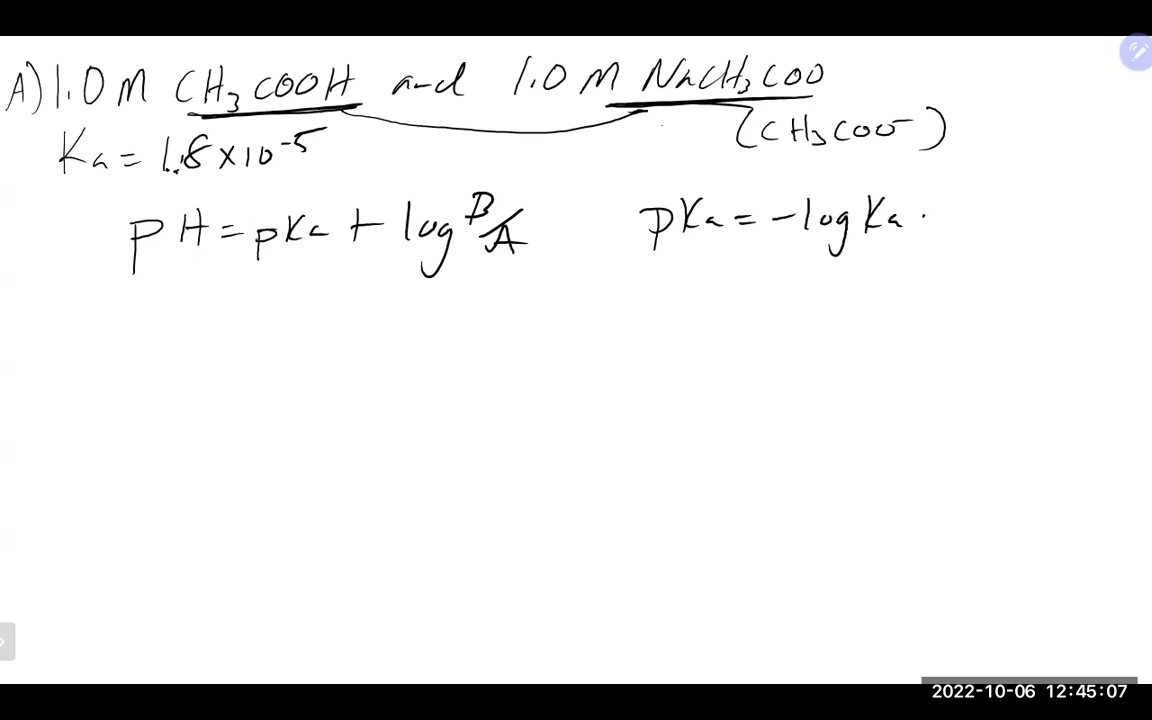 A) 1.0 M CH₃COOH and 1.0 M NaCH₃COO
(CH₃COO⁻)
Ka = 1.8 × 10⁻⁵
pH = pKa + log B/A
pKa = -log Ka .
2022-10-06 12:45:07